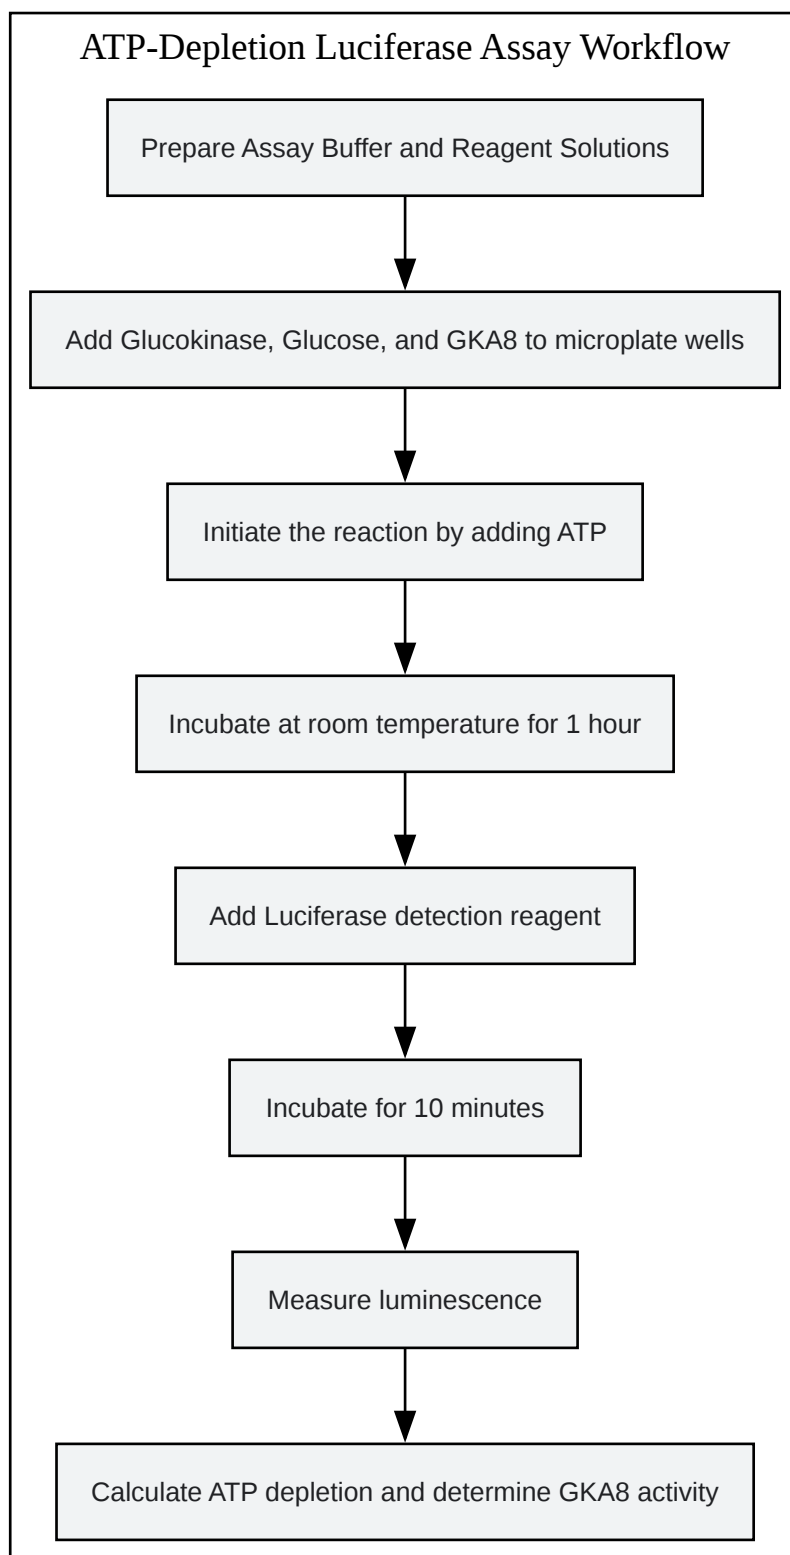 ATP-Depletion Luciferase Assay Workflow
Prepare Assay Buffer and Reagent Solutions
Add Glucokinase, Glucose, and GKA8 to microplate wells
Initiate the reaction by adding ATP
Incubate at room temperature for 1 hour
Add Luciferase detection reagent
Incubate for 10 minutes
Measure luminescence
Calculate ATP depletion and determine GKA8 activity